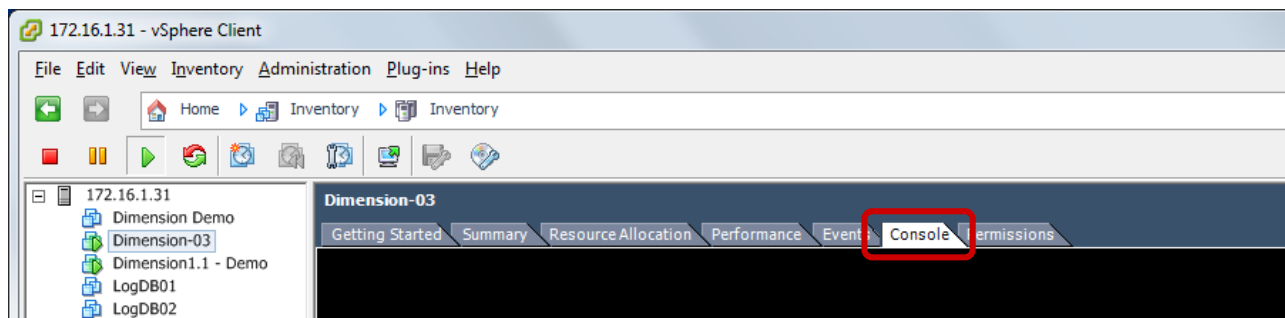 172.16.1.31 - vSphere Client
File Edit View Inventory Administration Plug-ins Help
Home Inventory Inventory
172.16.1.31
Dimension Demo
Dimension-03
Dimension1.1 - Demo
LogDB01
LogDB02
Dimension-03
Getting Started Summary Resource Allocation Performance Events Console Permissions